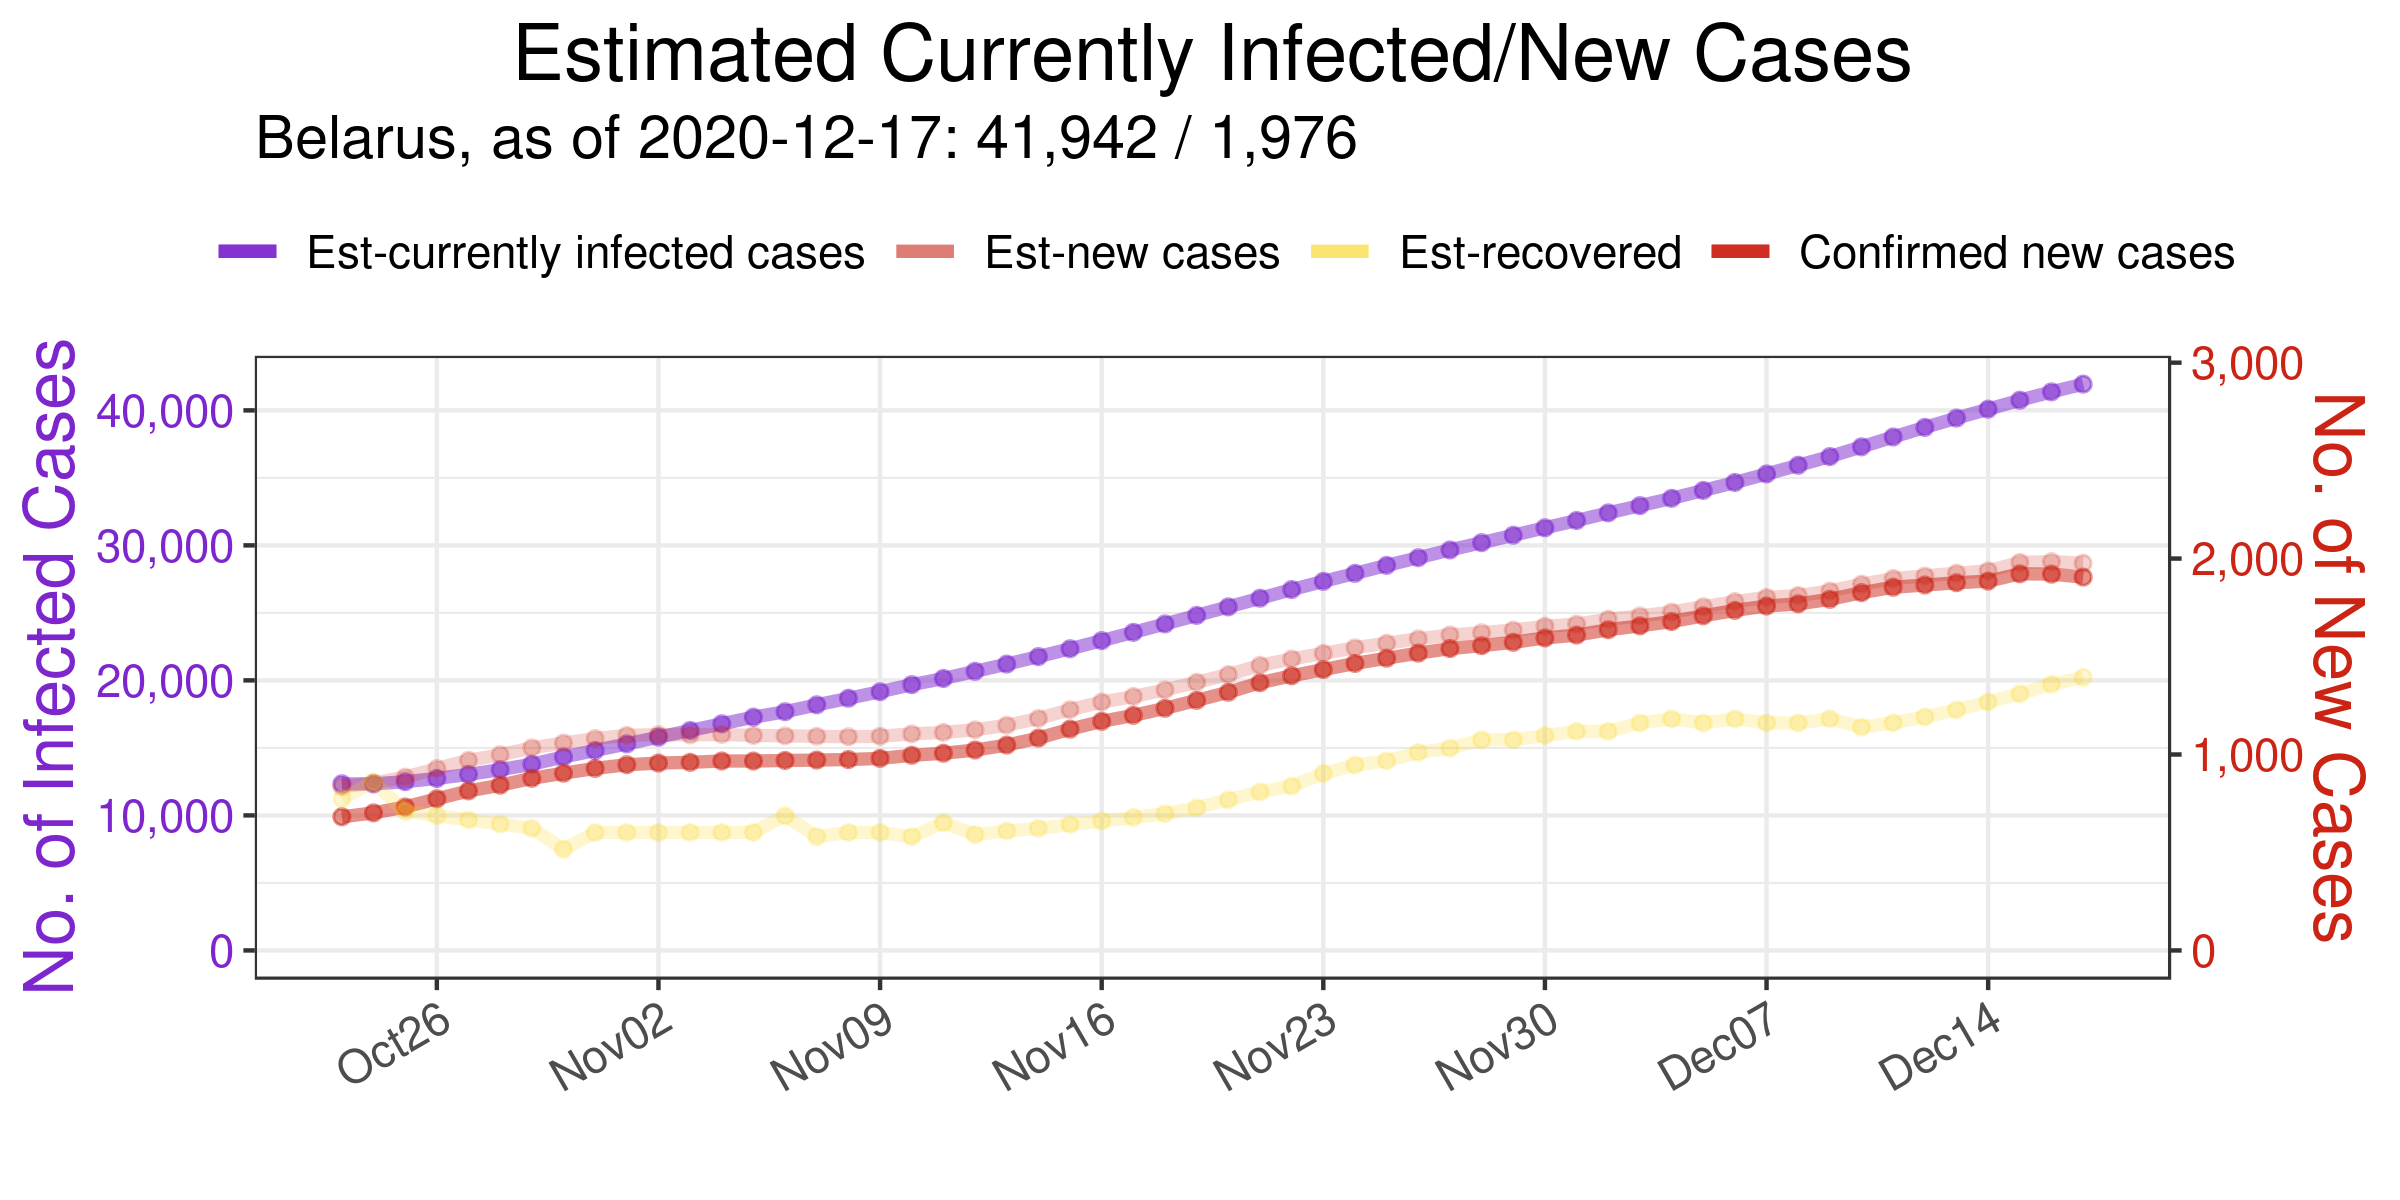 Estimated Currently Infected/New Cases
Belarus, as of 2020-12-17: 41,942 / 1,976
Est-currently infected cases Est-new cases Est-recovered Confirmed new cases
No. of Infected Cases
40,000
30,000
20,000
10,000
0
3,000
2,000
1,000
0
No. of New Cases
Oct26 Nov02 Nov09 Nov16 Nov23 Nov30 Dec07 Dec14